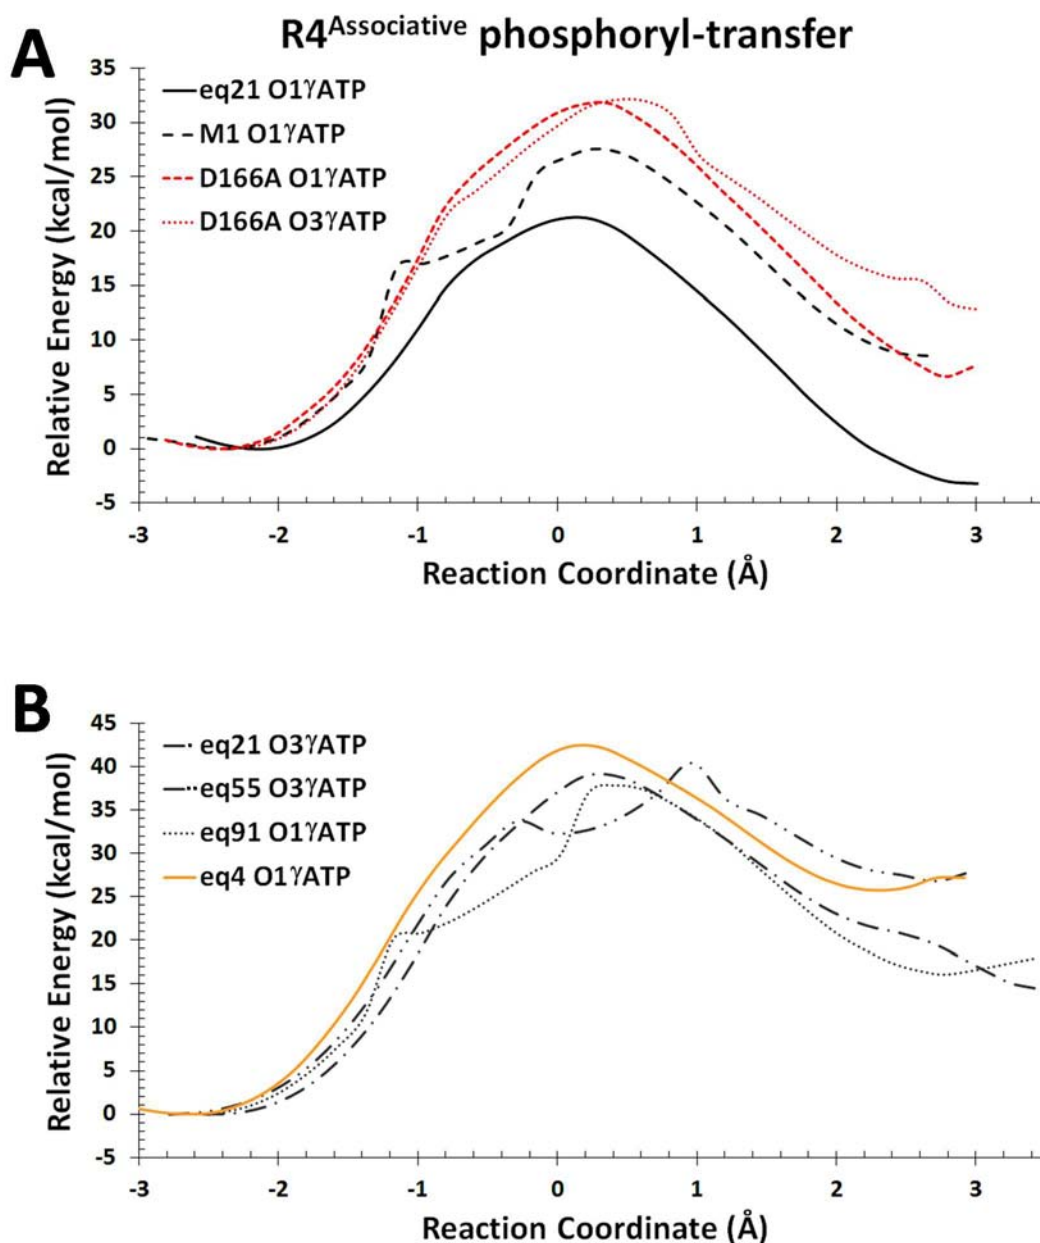 A
R4Associative phosphoryl-transfer
35
30
25
20
15
10
5
0
-5
Relative Energy (kcal/mol)
eq21 O1γATP
M1 O1γATP
D166A O1γATP
D166A O3γATP
-3 -2 -1 0 1 2 3
Reaction Coordinate (Å)
B
45
40
35
30
25
20
15
10
5
0
-5
Relative Energy (kcal/mol)
eq21 O3γATP
eq55 O3γATP
eq91 O1γATP
eq4 O1γATP
-3 -2 -1 0 1 2 3
Reaction Coordinate (Å)